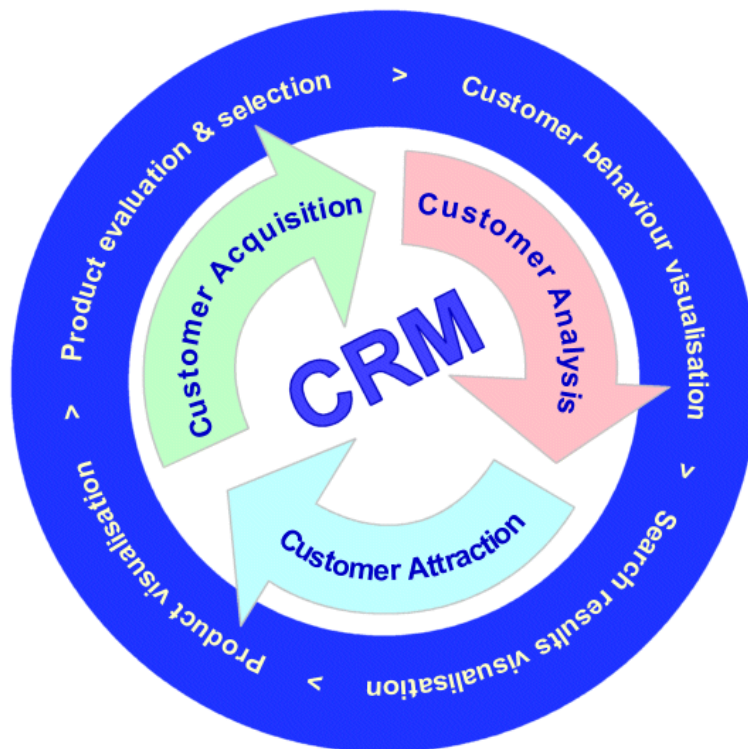 Product evaluation & selection
>
Customer behaviour visualisation
>
Search results visualisation
>
Product visualisation
>
Customer Acquisition
Customer Analysis
Customer Attraction
CRM